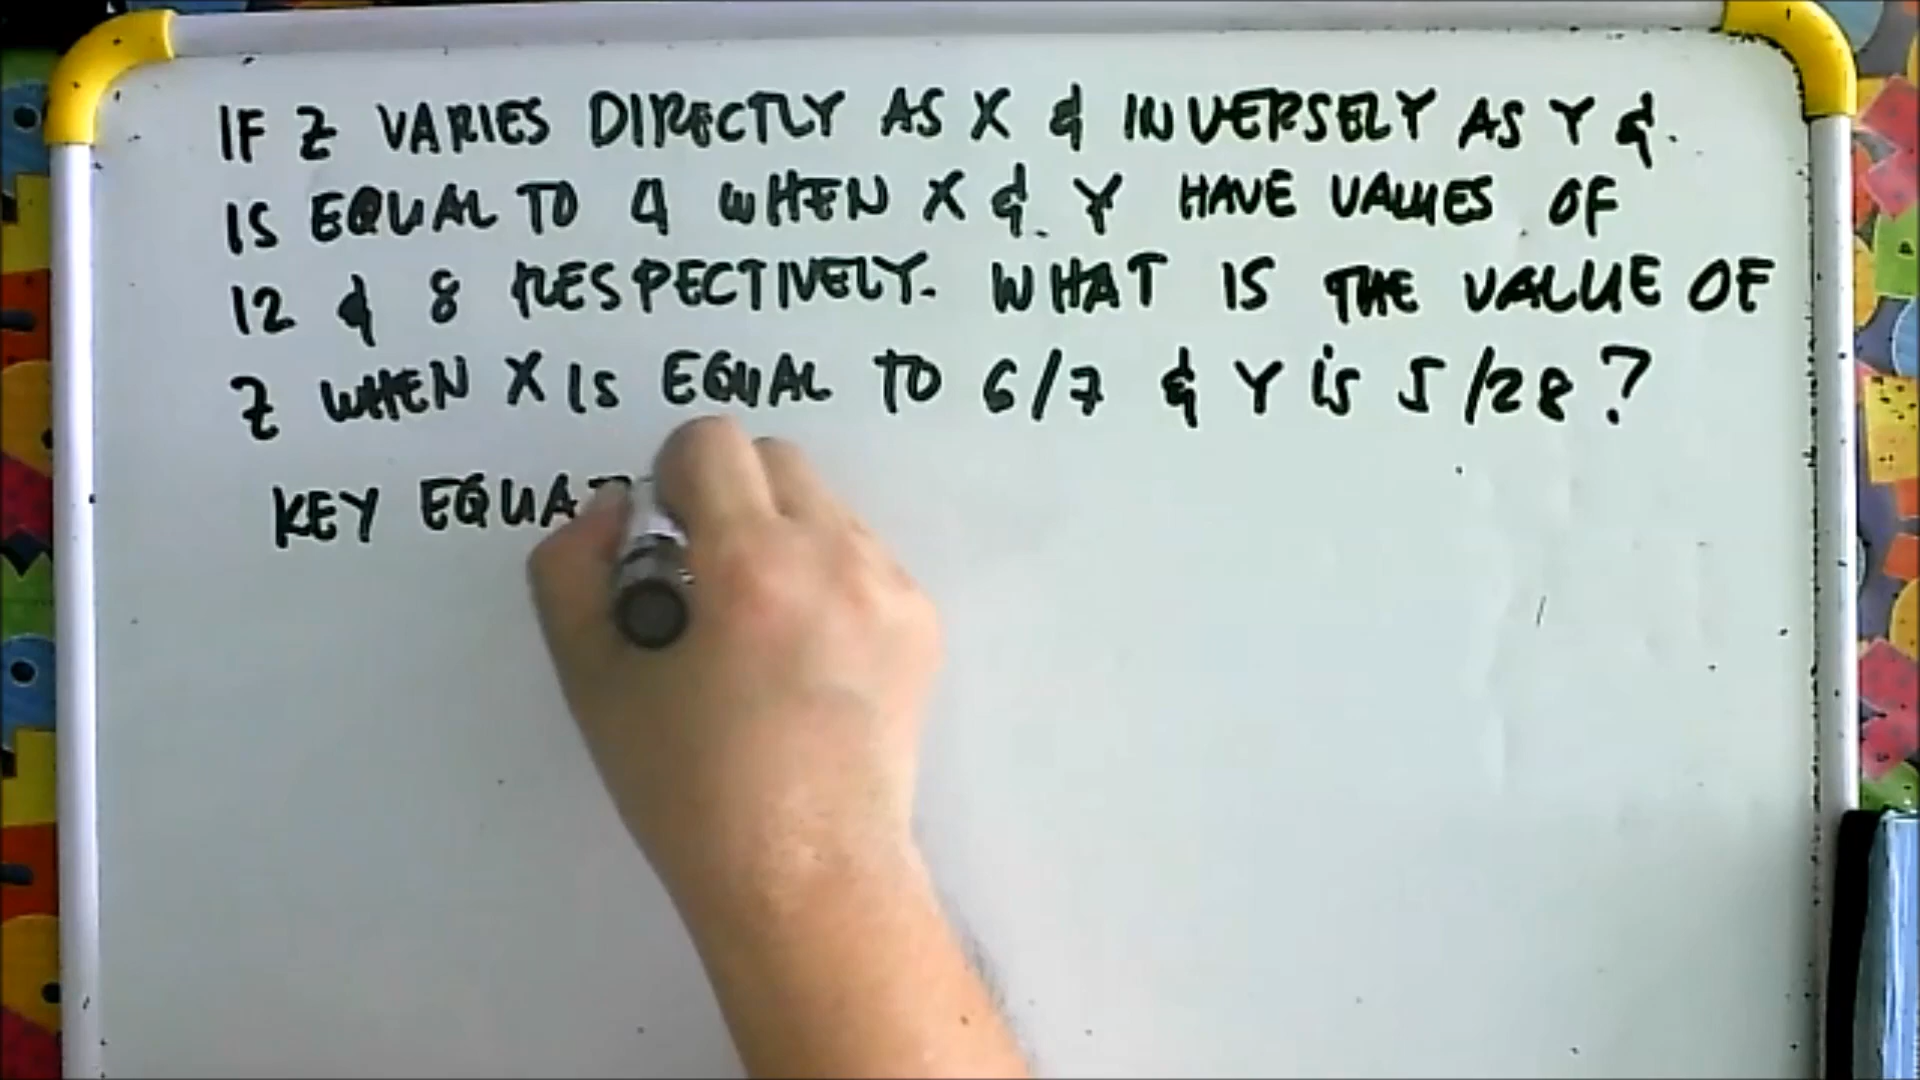 IF Z VARIES DIRECTLY AS X & INVERSELY AS Y &
IS EQUAL TO 4 WHEN X & Y HAVE VALUES OF
12 & 8 RESPECTIVELY. WHAT IS THE VALUE OF
Z WHEN X IS EQUAL TO 6/7 & Y is 5/28?
KEY EQUAT